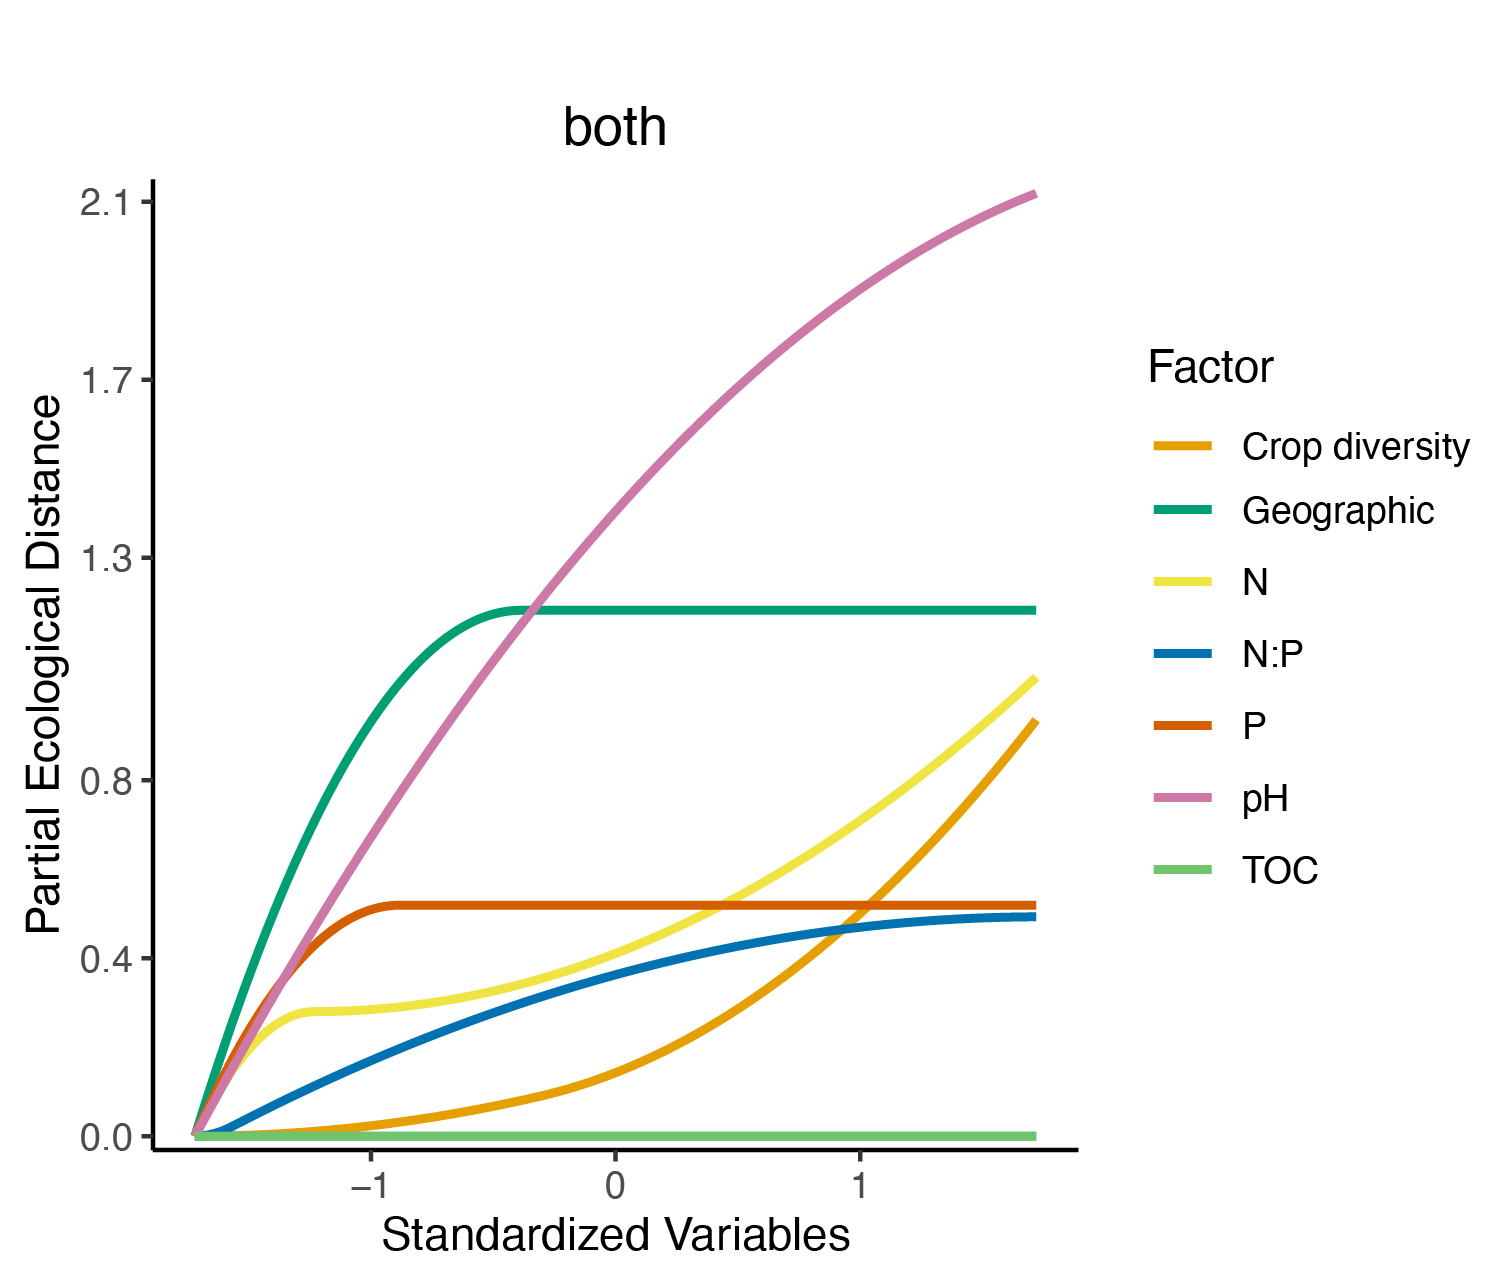 both
Partial Ecological Distance
2.1
1.7
1.3
0.8
0.4
0.0
−1
0
1
Standardized Variables
Factor
Crop diversity
Geographic
N
N:P
P
pH
TOC